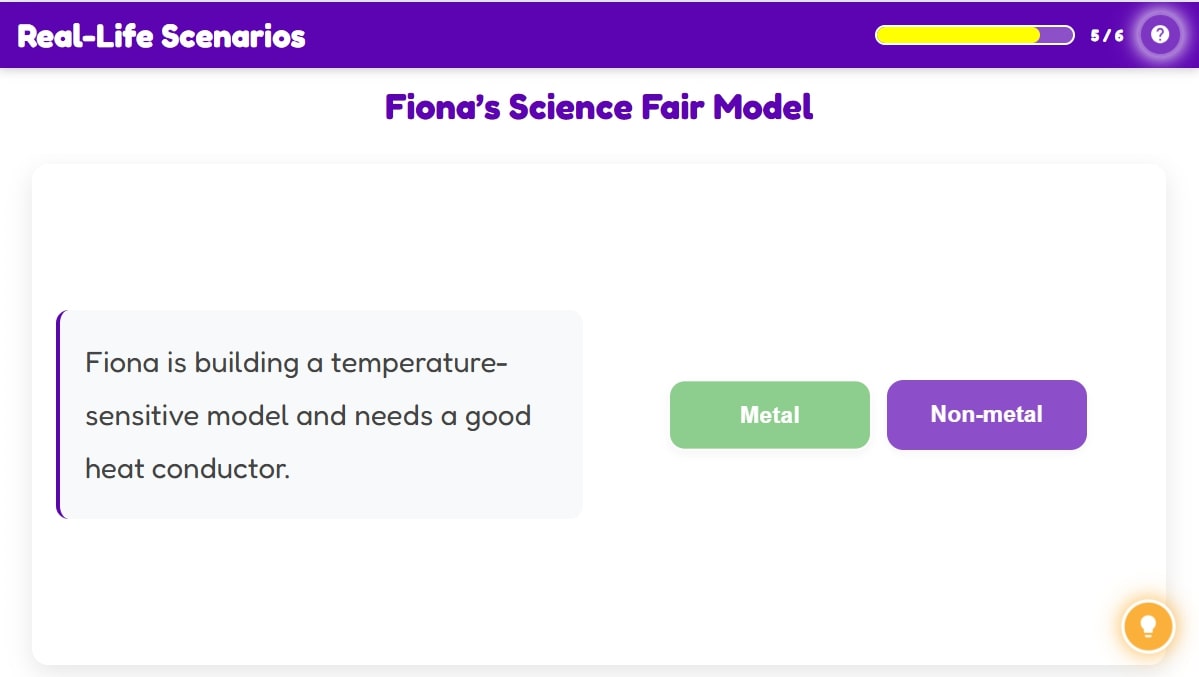 Real-Life Scenarios
5 / 6
?
Fiona’s Science Fair Model
Fiona is building a temperature-
sensitive model and needs a good
heat conductor.
Metal
Non-metal